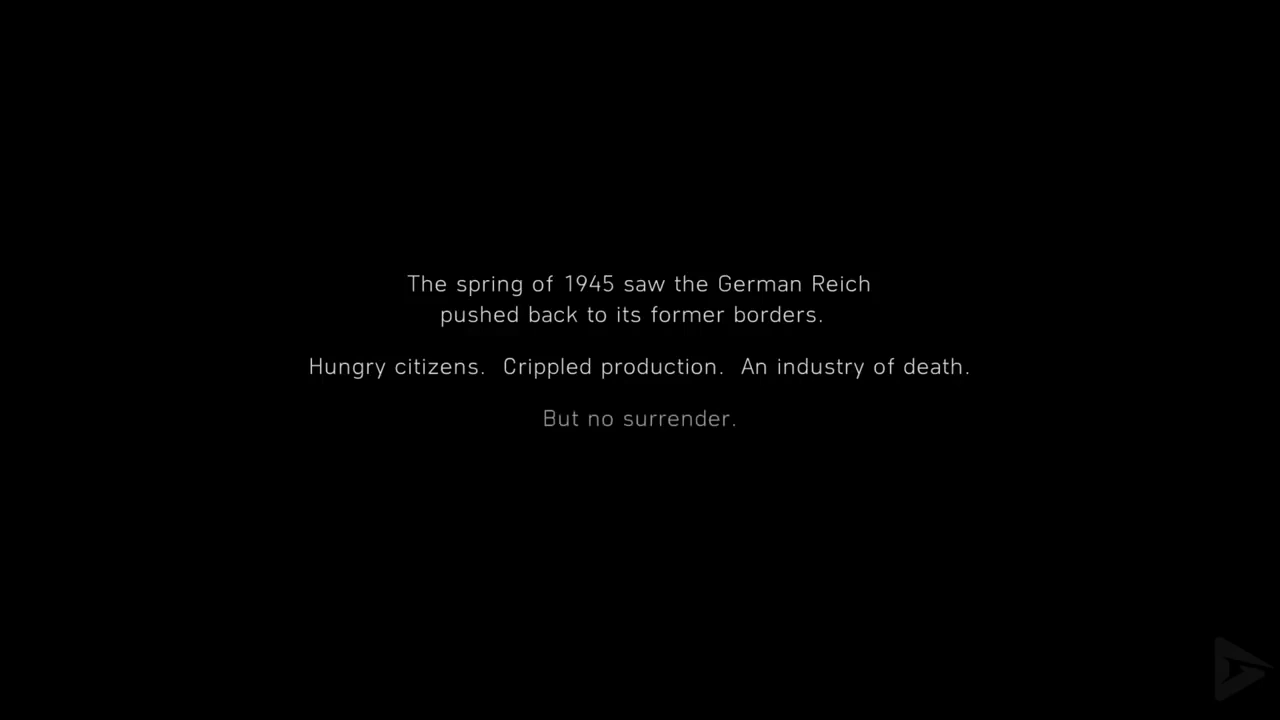 The spring of 1945 saw the German Reich
pushed back to its former borders.
Hungry citizens.  Crippled production.  An industry of death.
But no surrender.